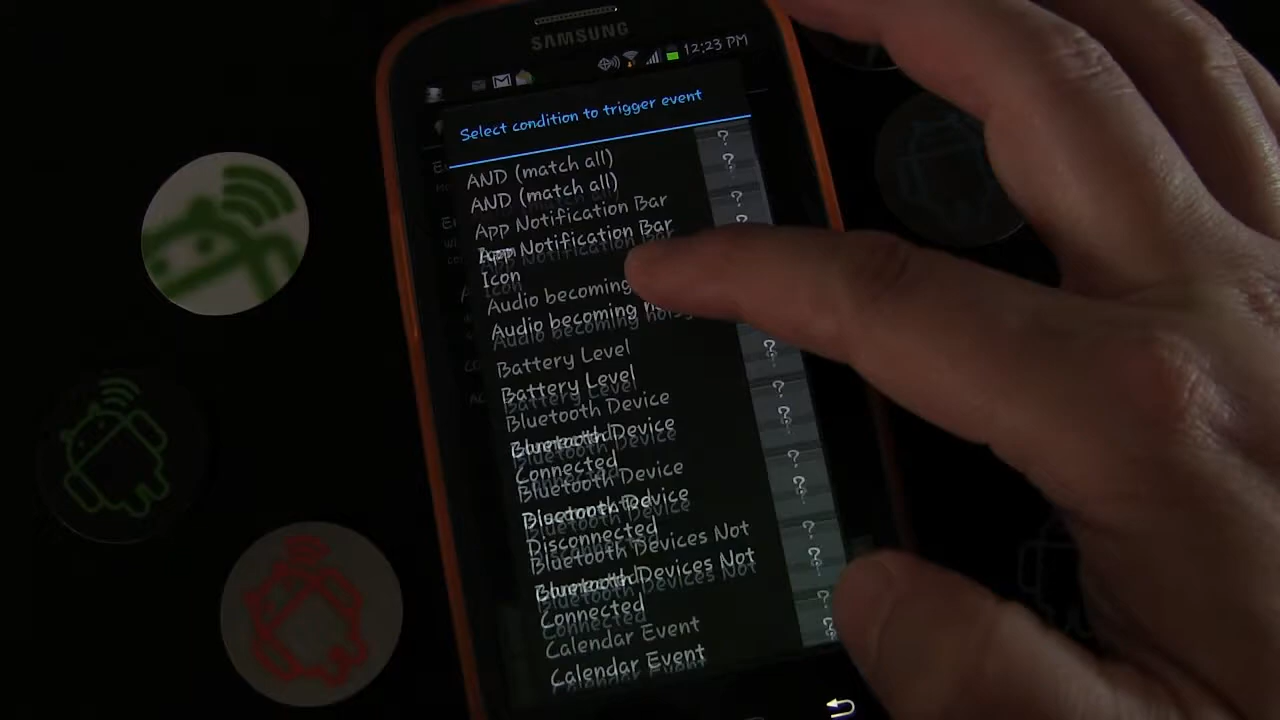 SAMSUNG
12:23 PM
Select condition to trigger event
AND (match all)
AND (match all)
App Notification Bar
App Notification Bar
Icon
Audio becoming
Audio becoming
Battery Level
Battery Level
Bluetooth Device
Bluetooth Device
Connected
Bluetooth Device
Bluetooth Device
Disconnected
Bluetooth Devices Not
Bluetooth Devices Not
Connected
Calendar Event
Calendar Event